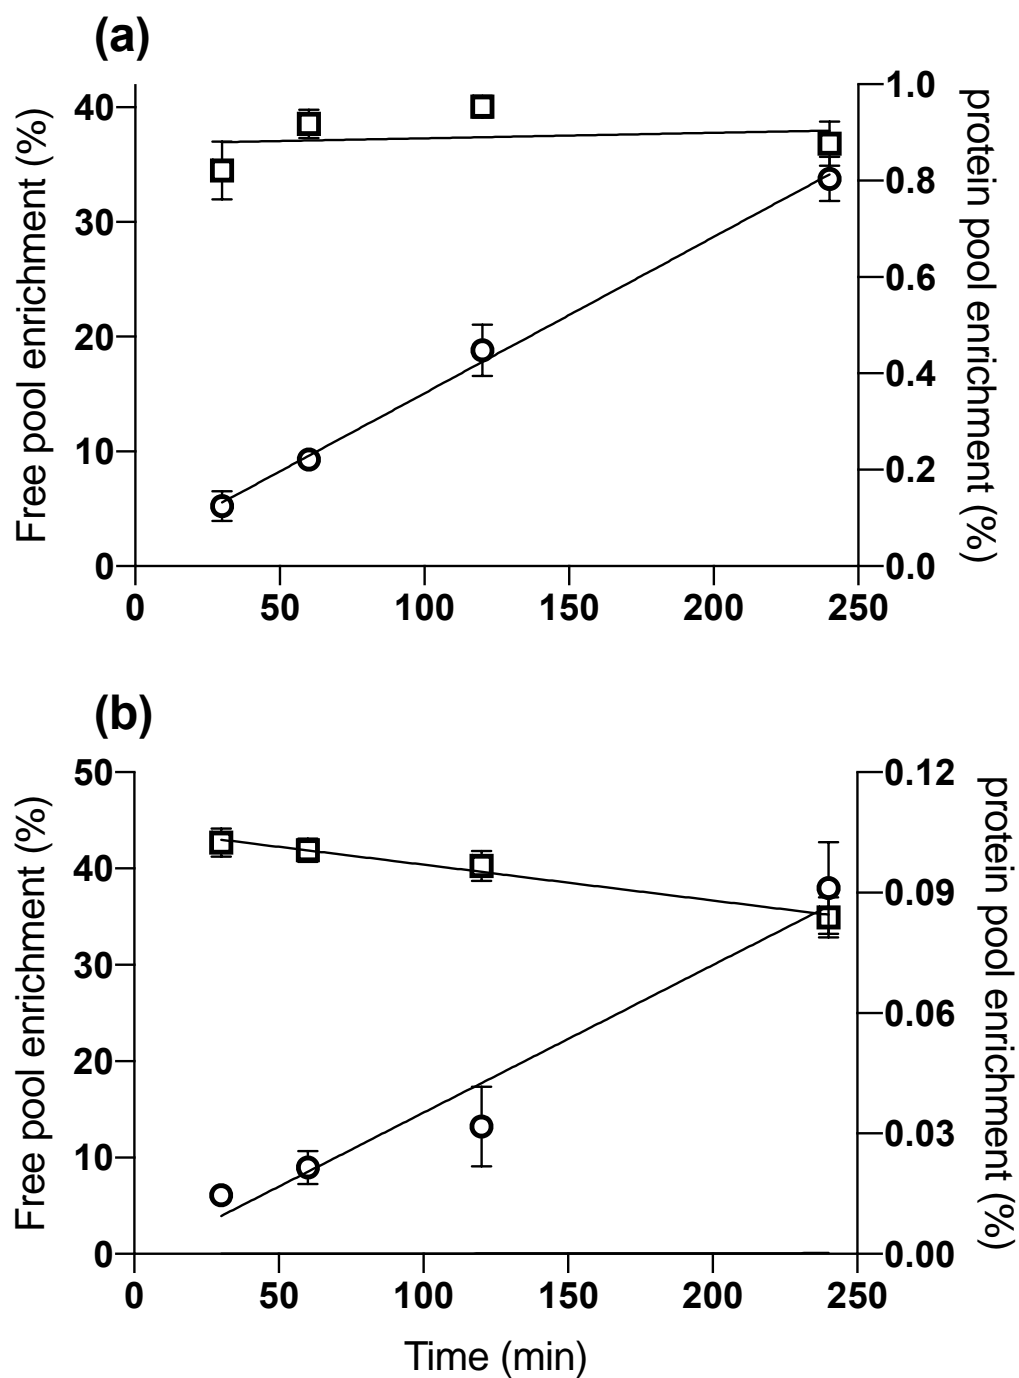 (a)
Free pool enrichment (%)
40
30
20
10
0
1.0
0.8
0.6
0.4
0.2
0.0
protein pool enrichment (%)
0 50 100 150 200 250
(b)
Free pool enrichment (%)
50
40
30
20
10
0
0.12
0.09
0.06
0.03
0.00
protein pool enrichment (%)
0 50 100 150 200 250
Time (min)